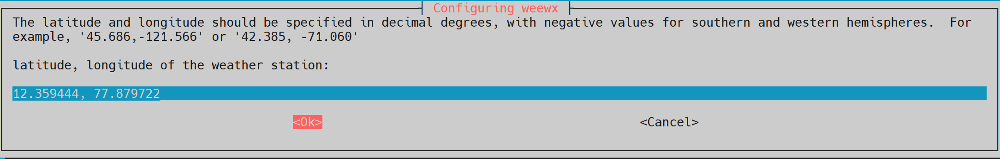 Configuring weewx
The latitude and longitude should be specified in decimal degrees, with negative values for southern and western hemispheres.  For
example, '45.686,-121.566' or '42.385, -71.060'
latitude, longitude of the weather station:
12.359444, 77.879722
<Ok> <Cancel>